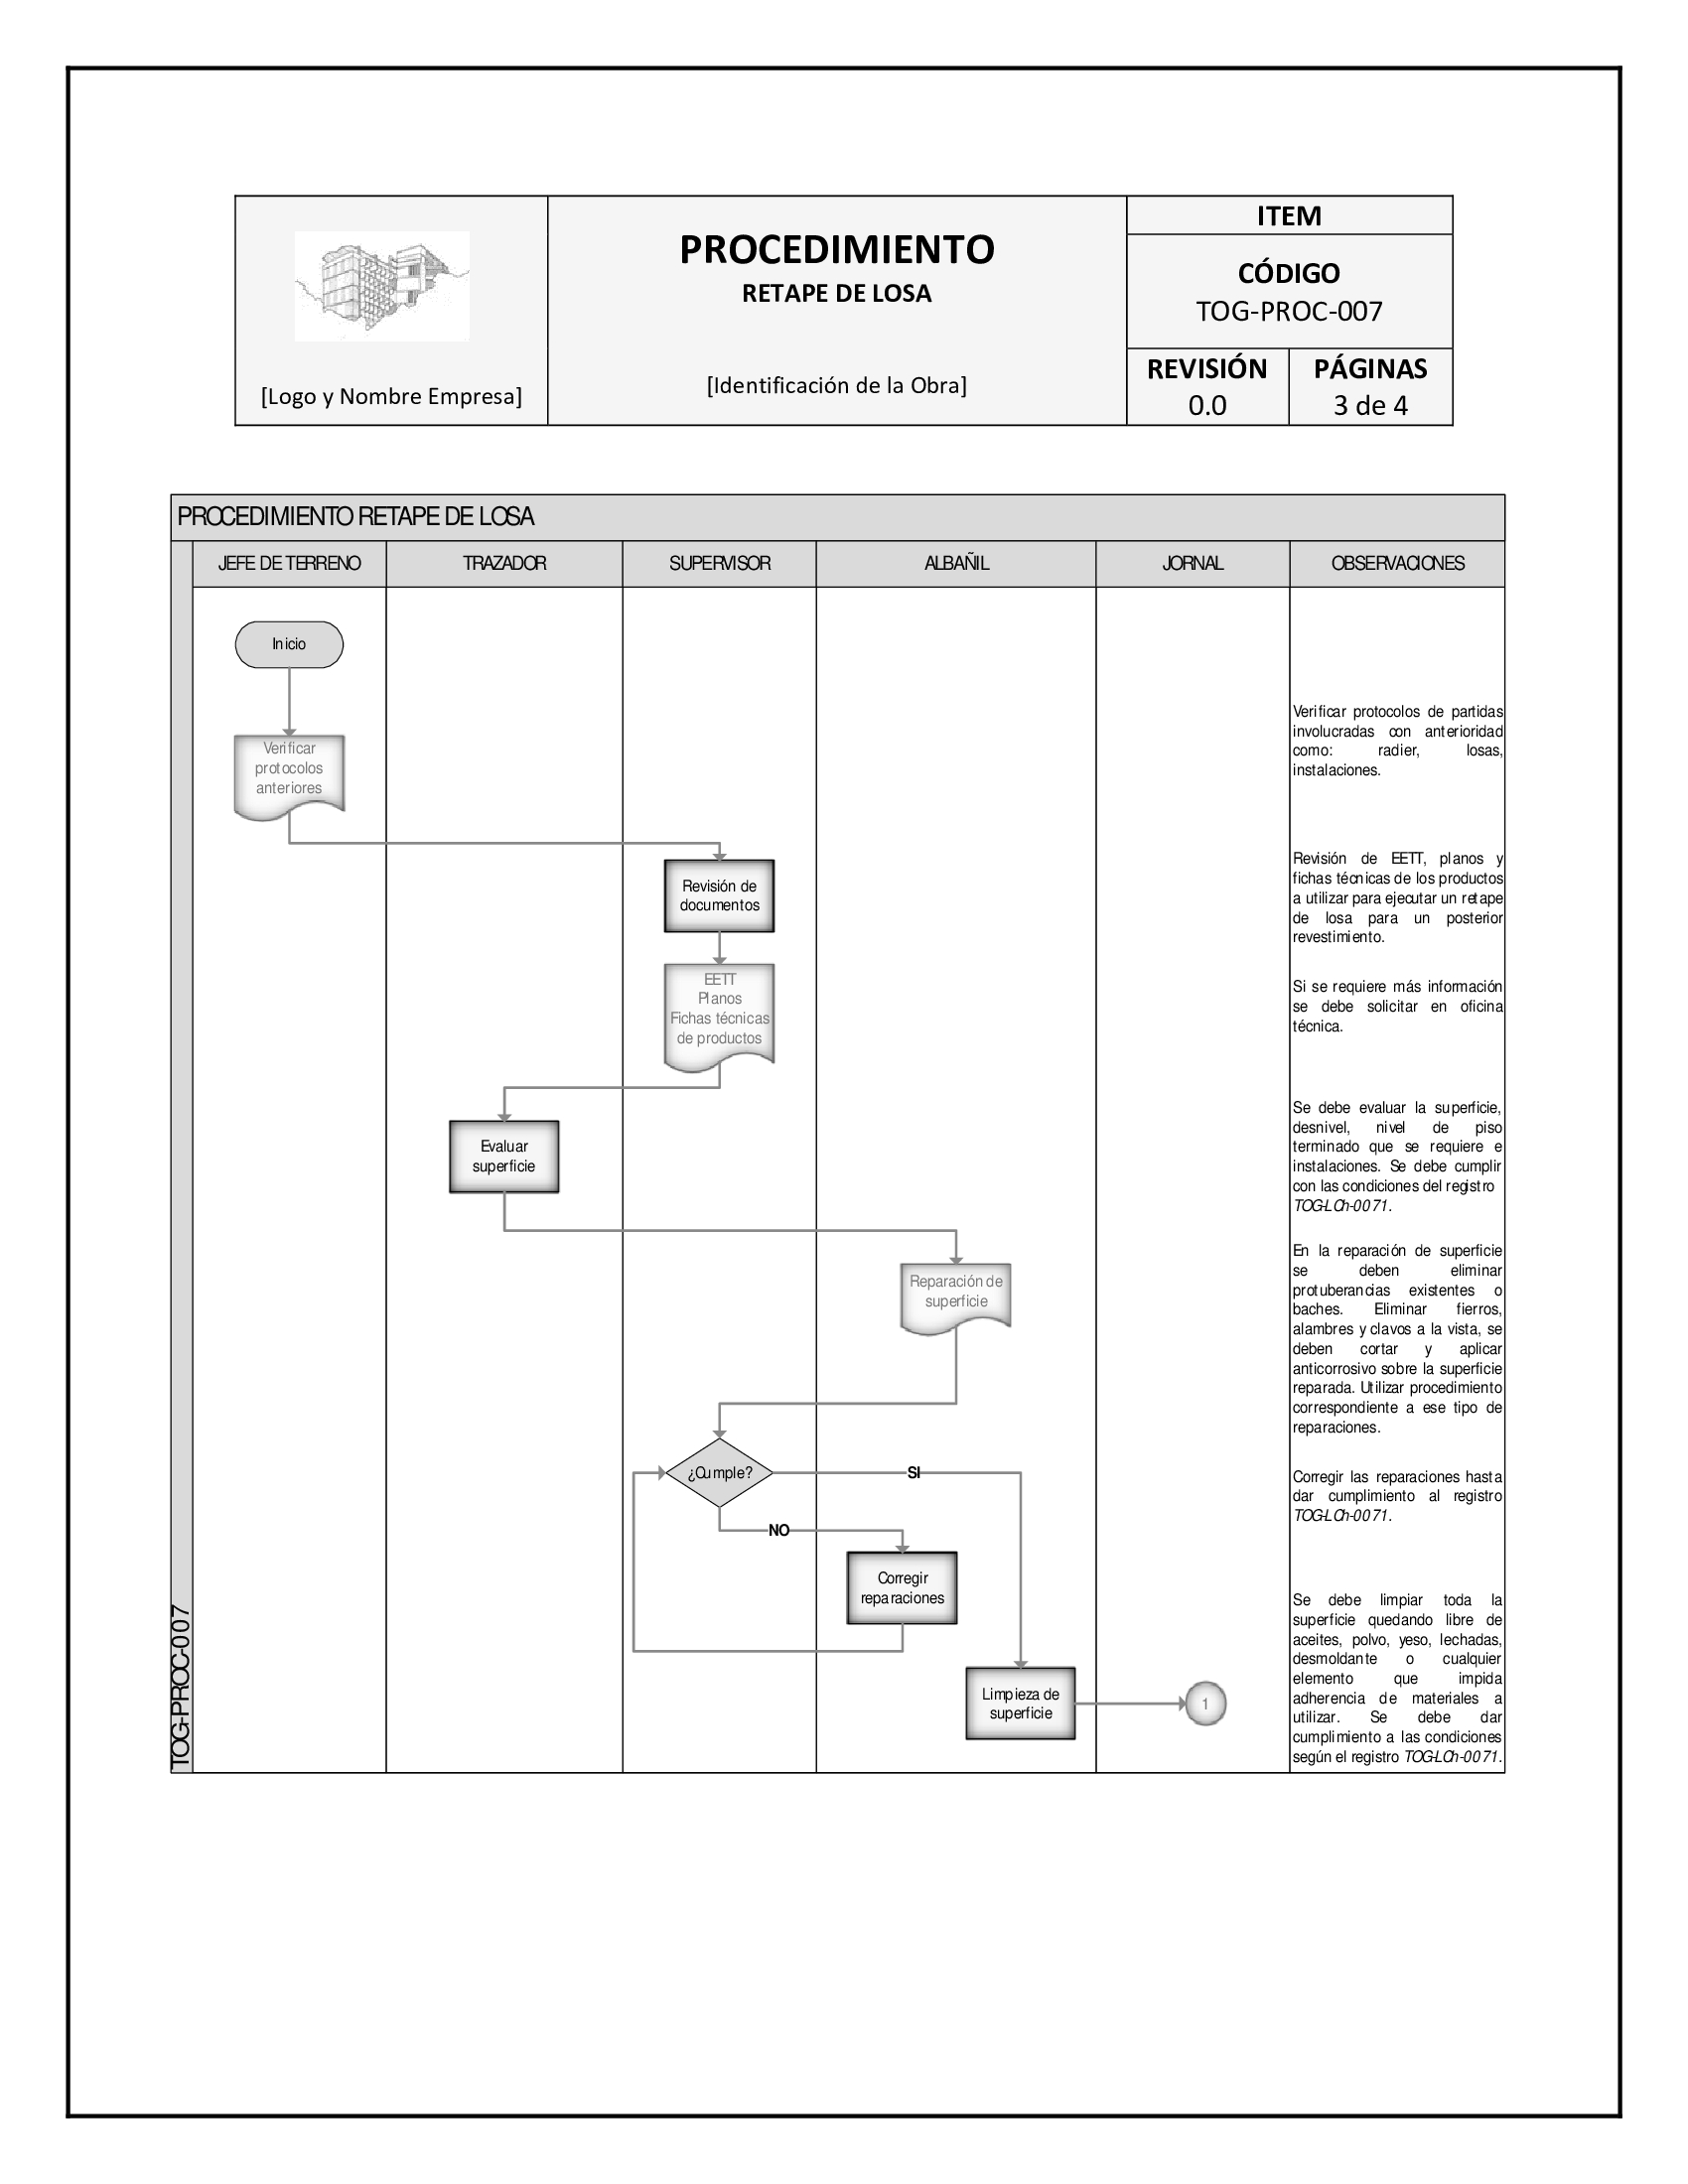 [Logo y Nombre Empresa]
PROCEDIMIENTO
RETAPE DE LOSA
[Identificación de la Obra]
ITEM
CÓDIGO
TOG-PROC-007
REVISIÓN
0.0
PÁGINAS
3 de 4
PROCEDIMIENTO RETAPE DE LOSA
JEFE DE TERRENO
TRAZADOR
SUPERVISOR
ALBAÑIL
JORNAL
OBSERVACIONES
TOG-PROC-007
Inicio
Verificar
protocolos
anteriores
Revisión de
documentos
EETT
Planos
Fichas técnicas
de productos
Evaluar
superficie
Reparación de
superficie
¿Cumple?
SI
NO
Corregir
reparaciones
Limpieza de
superficie
1
Verificar protocolos de partidas
involucradas con anterioridad
como: radier, losas,
instalaciones.
Revisión de EETT, planos y
fichas técnicas de los productos
a utilizar para ejecutar un retape
de losa para un posterior
revestimiento.
Si se requiere más información
se debe solicitar en oficina
técnica.
Se debe evaluar la superficie,
desnivel, nivel de piso
terminado que se requiere e
instalaciones. Se debe cumplir
con las condiciones del registro
TOG-LCh-0071.
En la reparación de superficie
se deben eliminar
protuberancias existentes o
baches. Eliminar fierros,
alambres y clavos a la vista, se
deben cortar y aplicar
anticorrosivo sobre la superficie
reparada. Utilizar procedimiento
correspondiente a ese tipo de
reparaciones.
Corregir las reparaciones hasta
dar cumplimiento al registro
TOG-LCh-0071.
Se debe limpiar toda la
superficie quedando libre de
aceites, polvo, yeso, lechadas,
desmoldante o cualquier
elemento que impida
adherencia de materiales a
utilizar. Se debe dar
cumplimiento a las condiciones
según el registro TOG-LCh-0071.